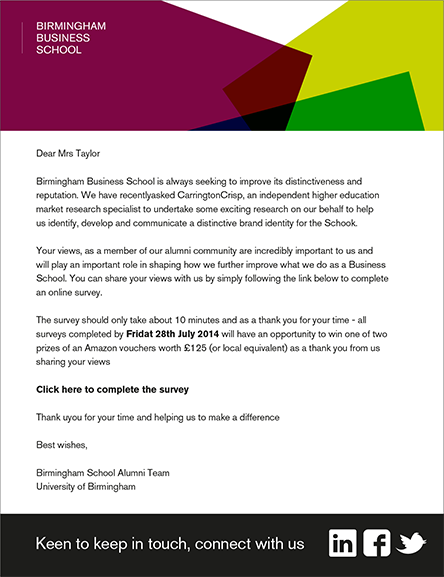 BIRMINGHAM
BUSINESS
SCHOOL
Dear Mrs Taylor
Birmingham Business School is always seeking to improve its distinctiveness and
reputation. We have recentlyasked CarringtonCrisp, an independent higher education
market research specialist to undertake some exciting research on our behalf to help
us identify, develop and communicate a distinctive brand identity for the Schook.
Your views, as a member of our alumni community are incredibly important to us and
will play an important role in shaping how we further improve what we do as a Business
School. You can share your views with us by simply following the link below to complete
an online survey.
The survey should only take about 10 minutes and as a thank you for your time - all
surveys completed by Fridat 28th July 2014 will have an opportunity to win one of two
prizes of an Amazon vouchers worth £125 (or local equivalent) as a thank you from us
sharing your views
Click here to complete the survey
Thank uyou for your time and helping us to make a difference
Best wishes,
Birmingham School Alumni Team
University of Birmingham
Keen to keep in touch, connect with us in f